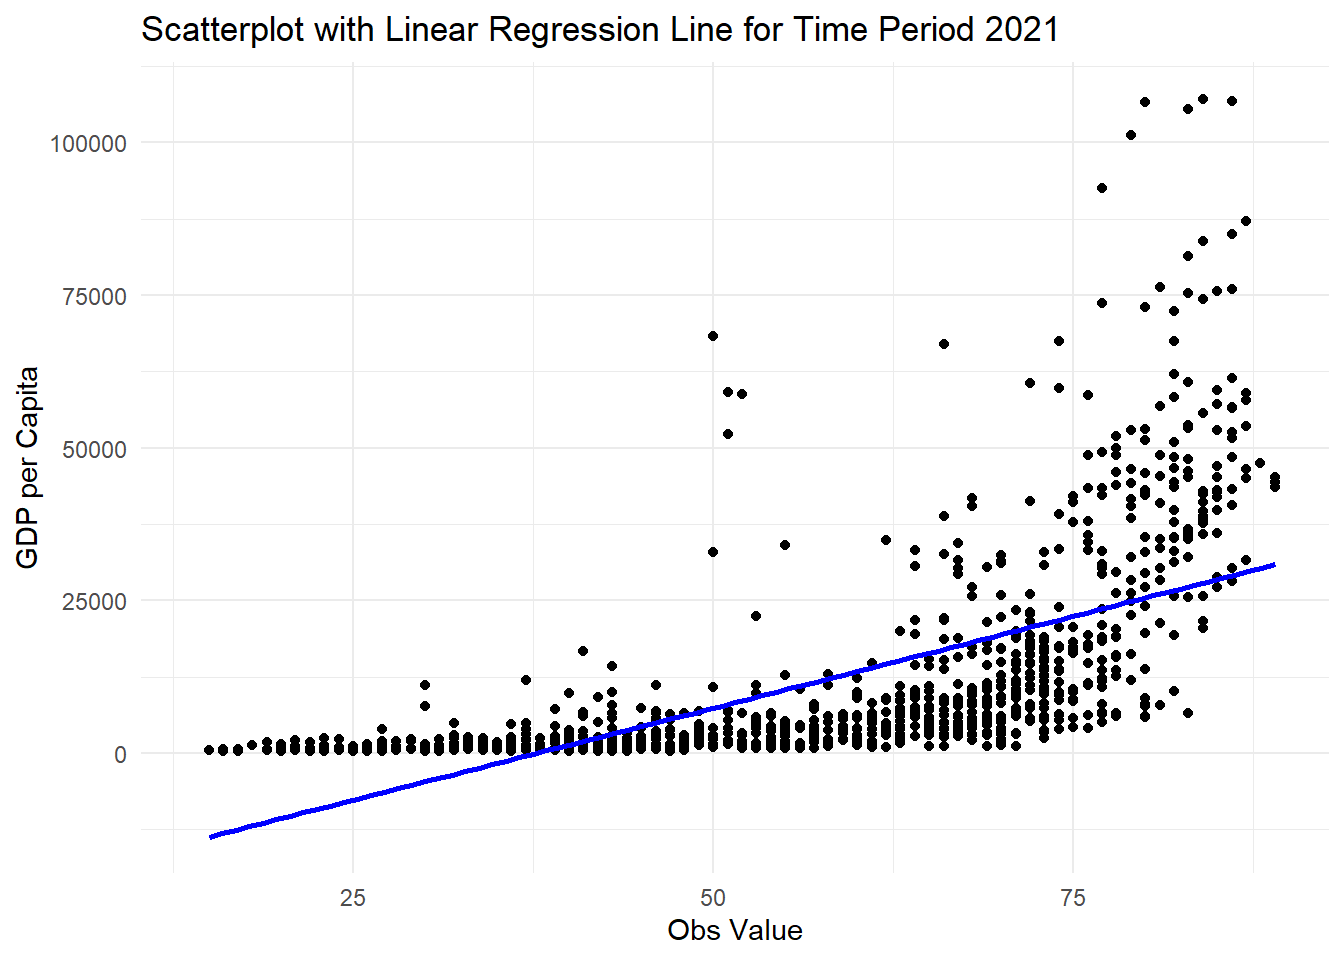 Scatterplot with Linear Regression Line for Time Period 2021
GDP per Capita
100000
75000
50000
25000
0
25
50
75
Obs Value